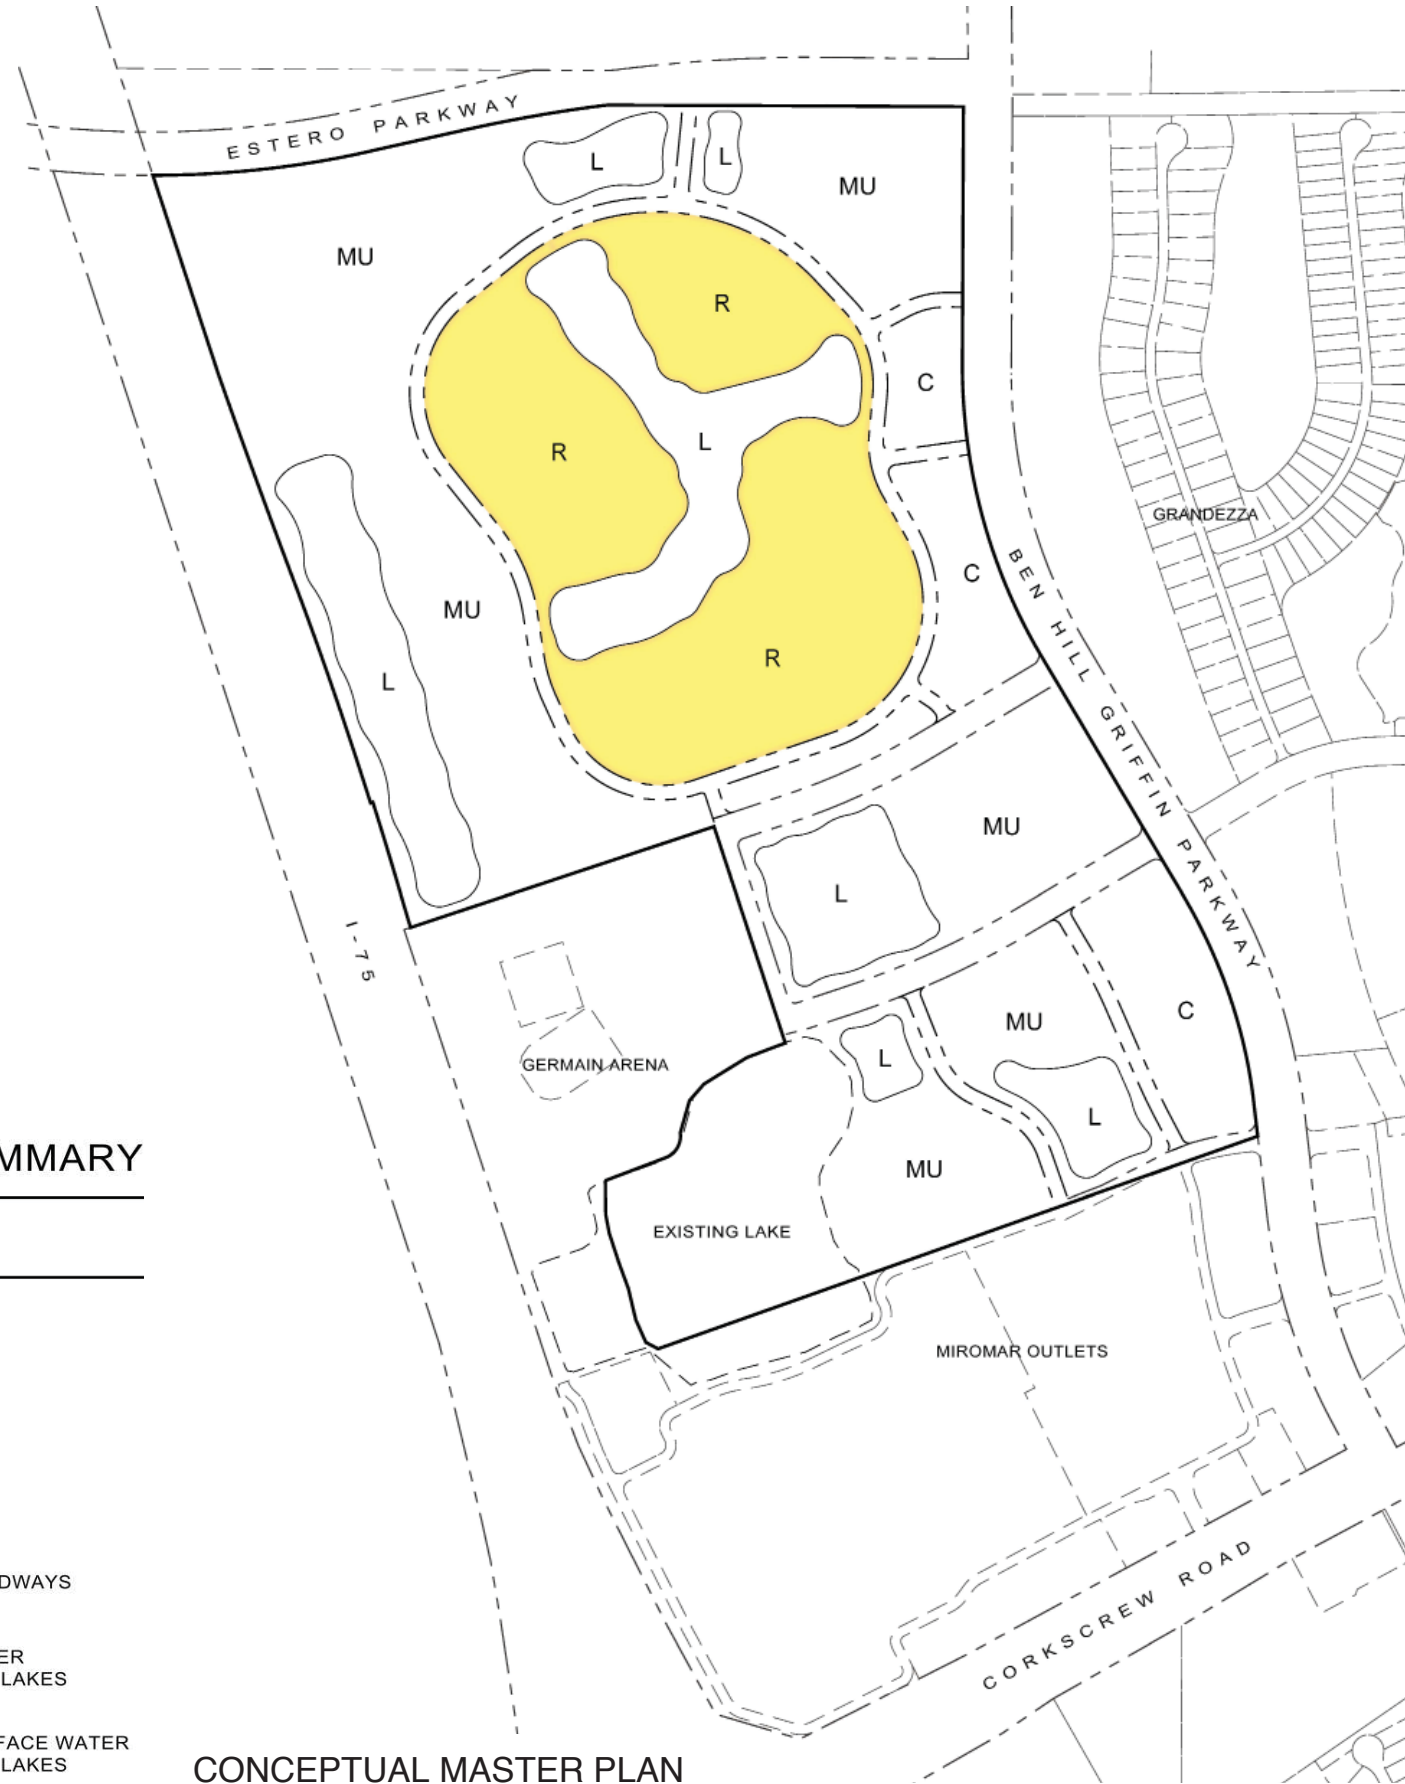 ESTERO PARKWAY
L
L
MU
MU
R
C
R
L
GRANDEZZA
C
BEN HILL GRIFFIN PARKWAY
MU
R
L
MU
L
I-75
MU
C
L
GERMAIN ARENA
L
MU
EXISTING LAKE
MMARY
MIROMAR OUTLETS
CORKSCREW ROAD
DWAYS
ER
LAKES
FACE WATER
LAKES
CONCEPTUAL MASTER PLAN